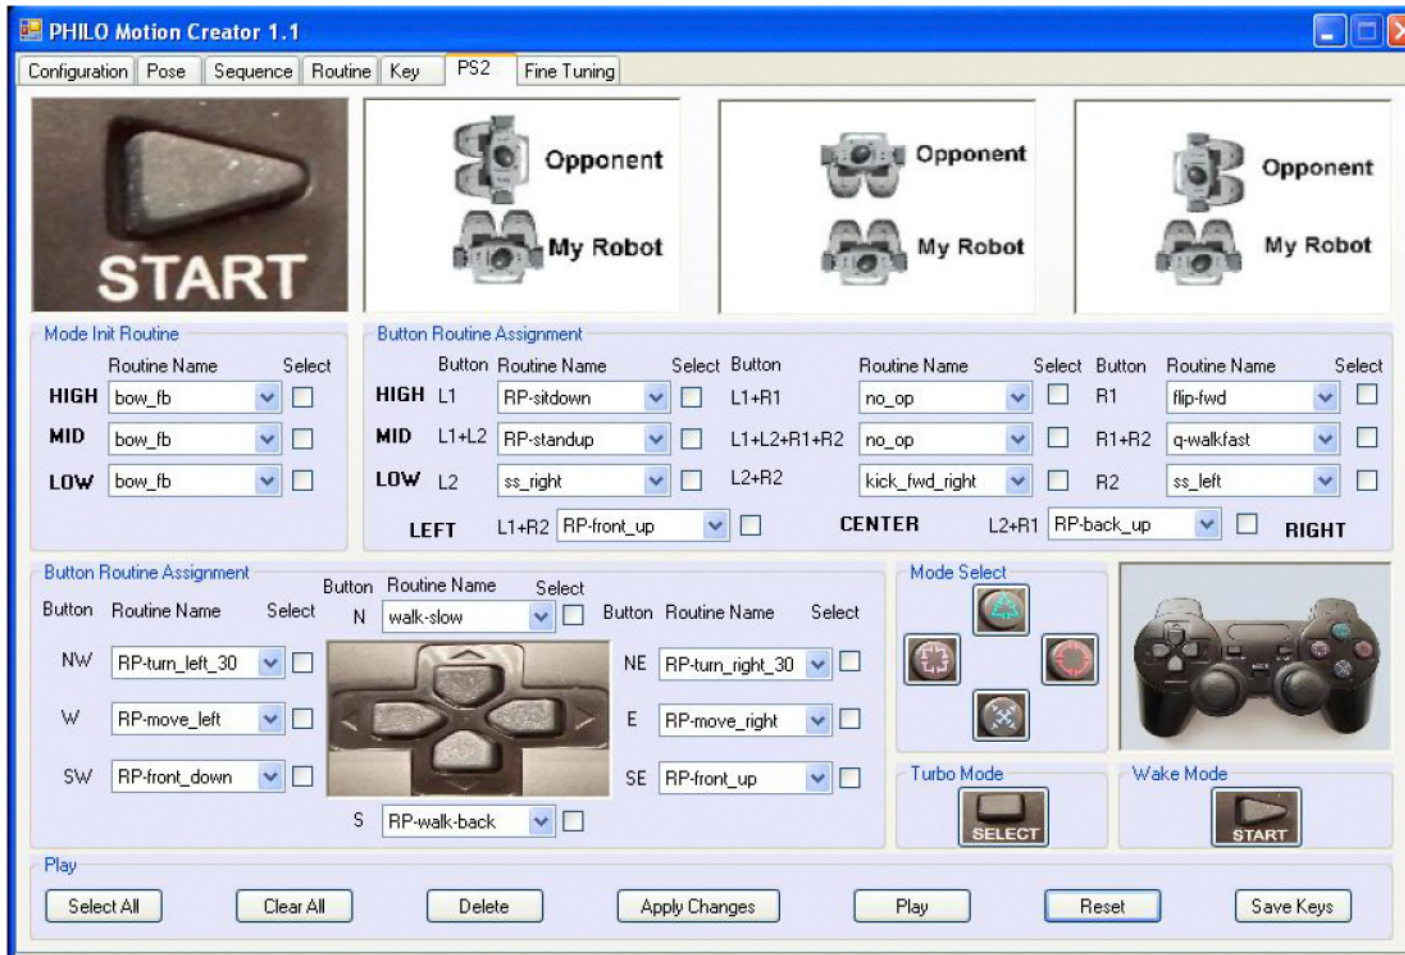 PHILO Motion Creator 1.1
Configuration Pose Sequence Routine Key PS2 Fine Tuning
START
Opponent
My Robot
Opponent
My Robot
Opponent
My Robot
Mode Init Routine
Routine Name Select
HIGH bow_fb
MID bow_fb
LOW bow_fb
Button Routine Assignment
Button Routine Name Select Button Routine Name Select Button Routine Name Select
HIGH L1 RP-sitdown L1+R1 no_op R1 flip-fwd
MID L1+L2 RP-standup L1+L2+R1+R2 no_op R1+R2 q-walkfast
LOW L2 ss_right L2+R2 kick_fwd_right R2 ss_left
LEFT L1+R2 RP-front_up CENTER L2+R1 RP-back_up RIGHT
Button Routine Assignment
Button Routine Name Select
N walk-slow
Button Routine Name Select
NW RP-turn_left_30
W RP-move_left
SW RP-front_down
Button Routine Name Select
NE RP-turn_right_30
E RP-move_right
SE RP-front_up
S RP-walk-back
Mode Select
Turbo Mode
SELECT
Wake Mode
START
Play
Select All Clear All Delete Apply Changes Play Reset Save Keys